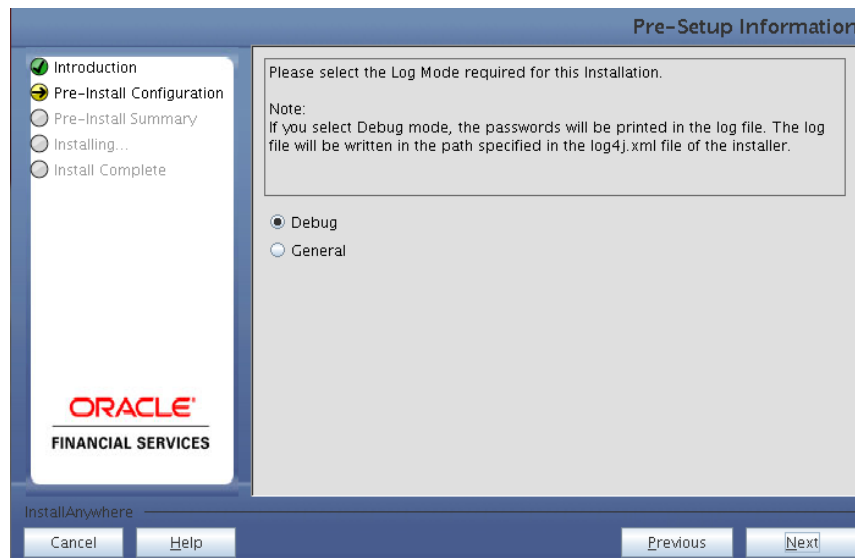 Pre-Setup Information
Introduction
Pre-Install Configuration
Pre-Install Summary
Installing...
Install Complete
Please select the Log Mode required for this Installation.
Note:
If you select Debug mode, the passwords will be printed in the log file. The log
file will be written in the path specified in the log4j.xml file of the installer.
Debug
General
ORACLE
FINANCIAL SERVICES
InstallAnywhere
Cancel
Help
Previous
Next